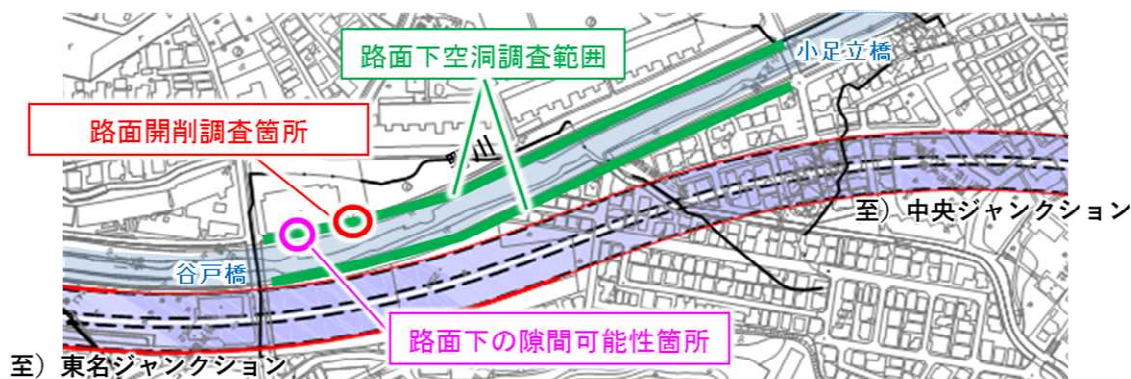 小足立橋
路面下空洞調査範囲
路面開削調査箇所
野川
至）中央ジャンクション
谷戸橋
路面下の隙間可能性箇所
至）東名ジャンクション